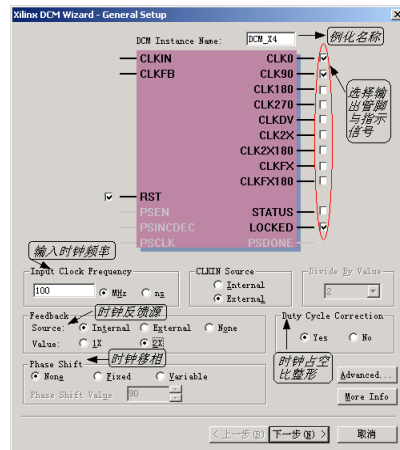 Xilinx DCM Wizard - General Setup
DCM Instance Name: DCM_X4 例化名称
CLKIN CLK0
CLKFB CLK90
CLK180
CLK270
CLKDV
CLK2X
CLK2X180
CLKFX
CLKFX180
选择输
出管脚
与指示
信号
RST
PSEN STATUS
PSINCDEC LOCKED
PSCLK PSDONE
输入时钟频率
Input Clock Frequency
100 MHz ns
CLKIN Source
Internal
External
Divide By Value
2
Feedback 时钟反馈源
Source: Internal External None
Value: 1X 2X
Duty Cycle Correction
Yes No
时钟占空
比整形
Phase Shift 时钟移相
None Fixed Variable
Phase Shift Value 90
Advanced...
More Info
< 上一步(B) 下一步(N) > 取消